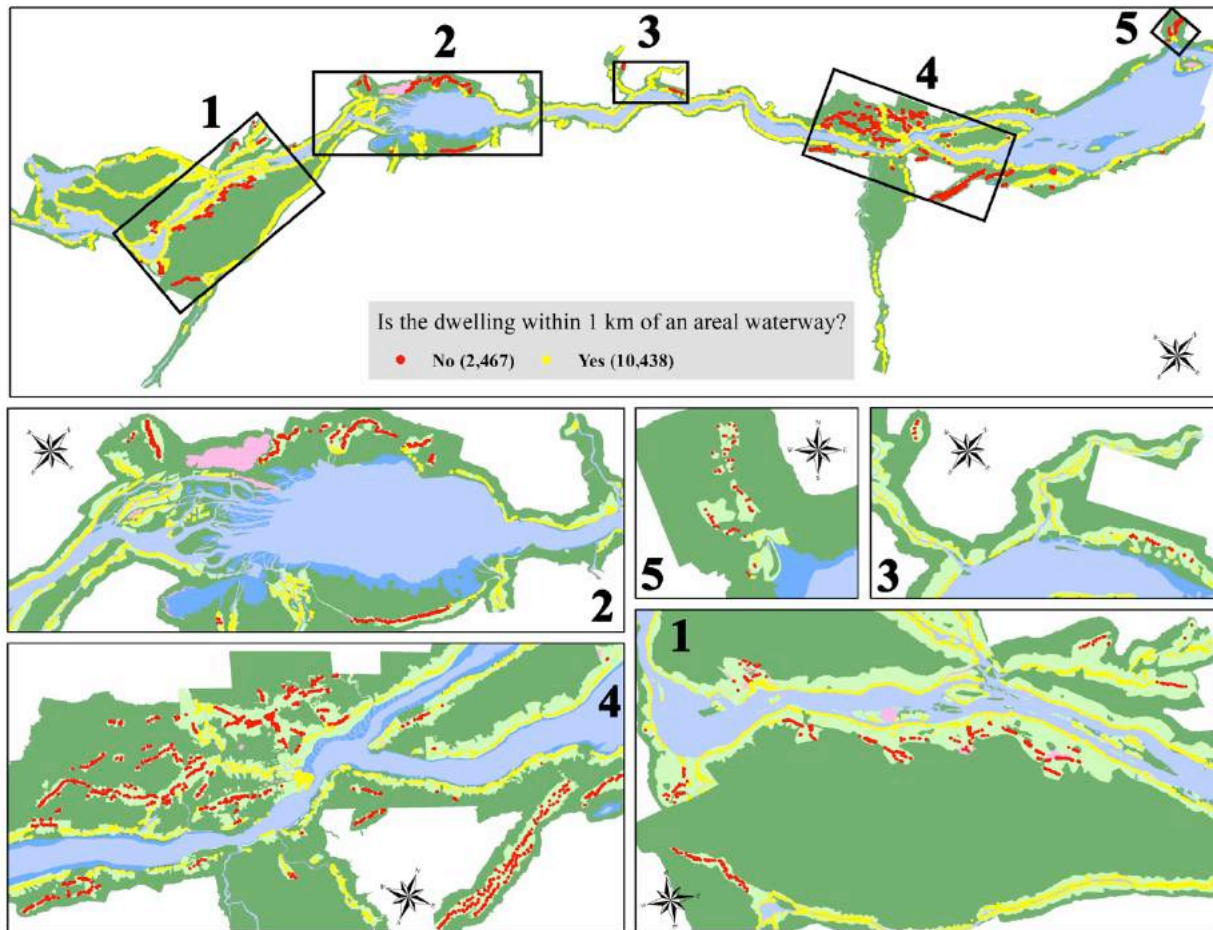 1
2
3
4
5
Is the dwelling within 1 km of an areal waterway?
No (2,467) Yes (10,438)
2
5
N
W E
S
3
4
1